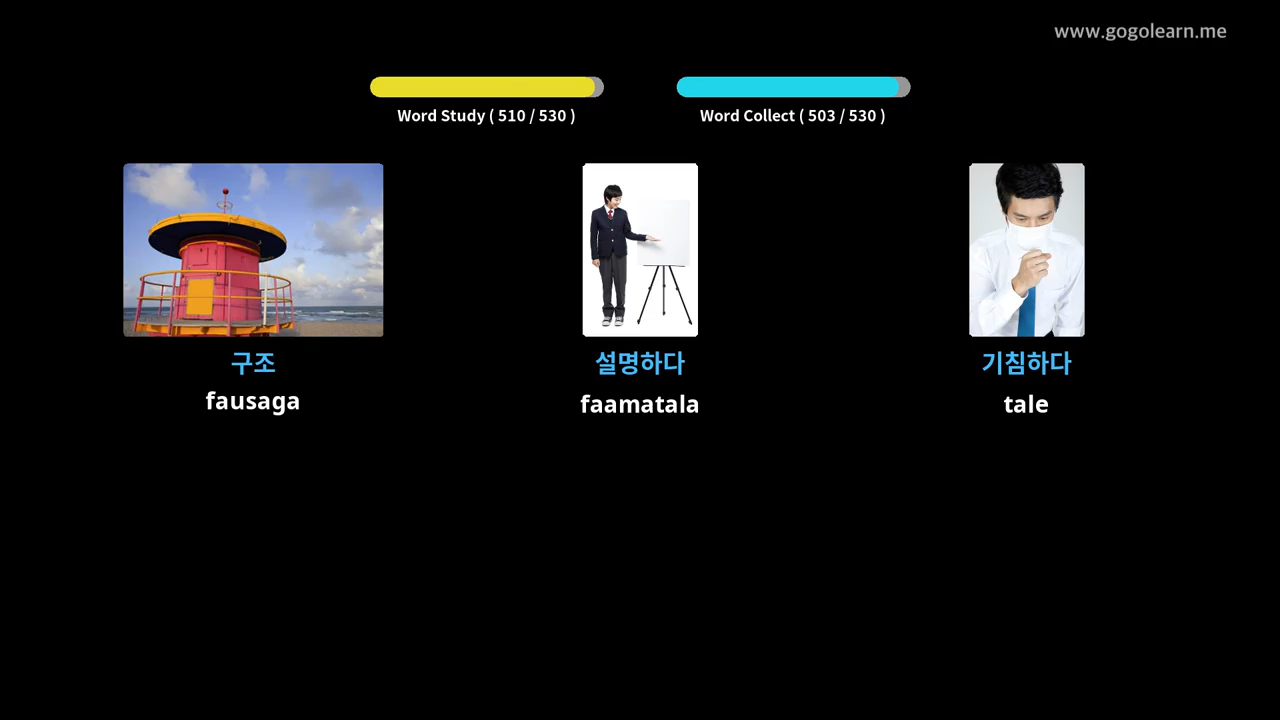 www.gogolearn.me
Word Study ( 510 / 530 )
Word Collect ( 503 / 530 )
구조
설명하다
기침하다
fausaga
faamatala
tale